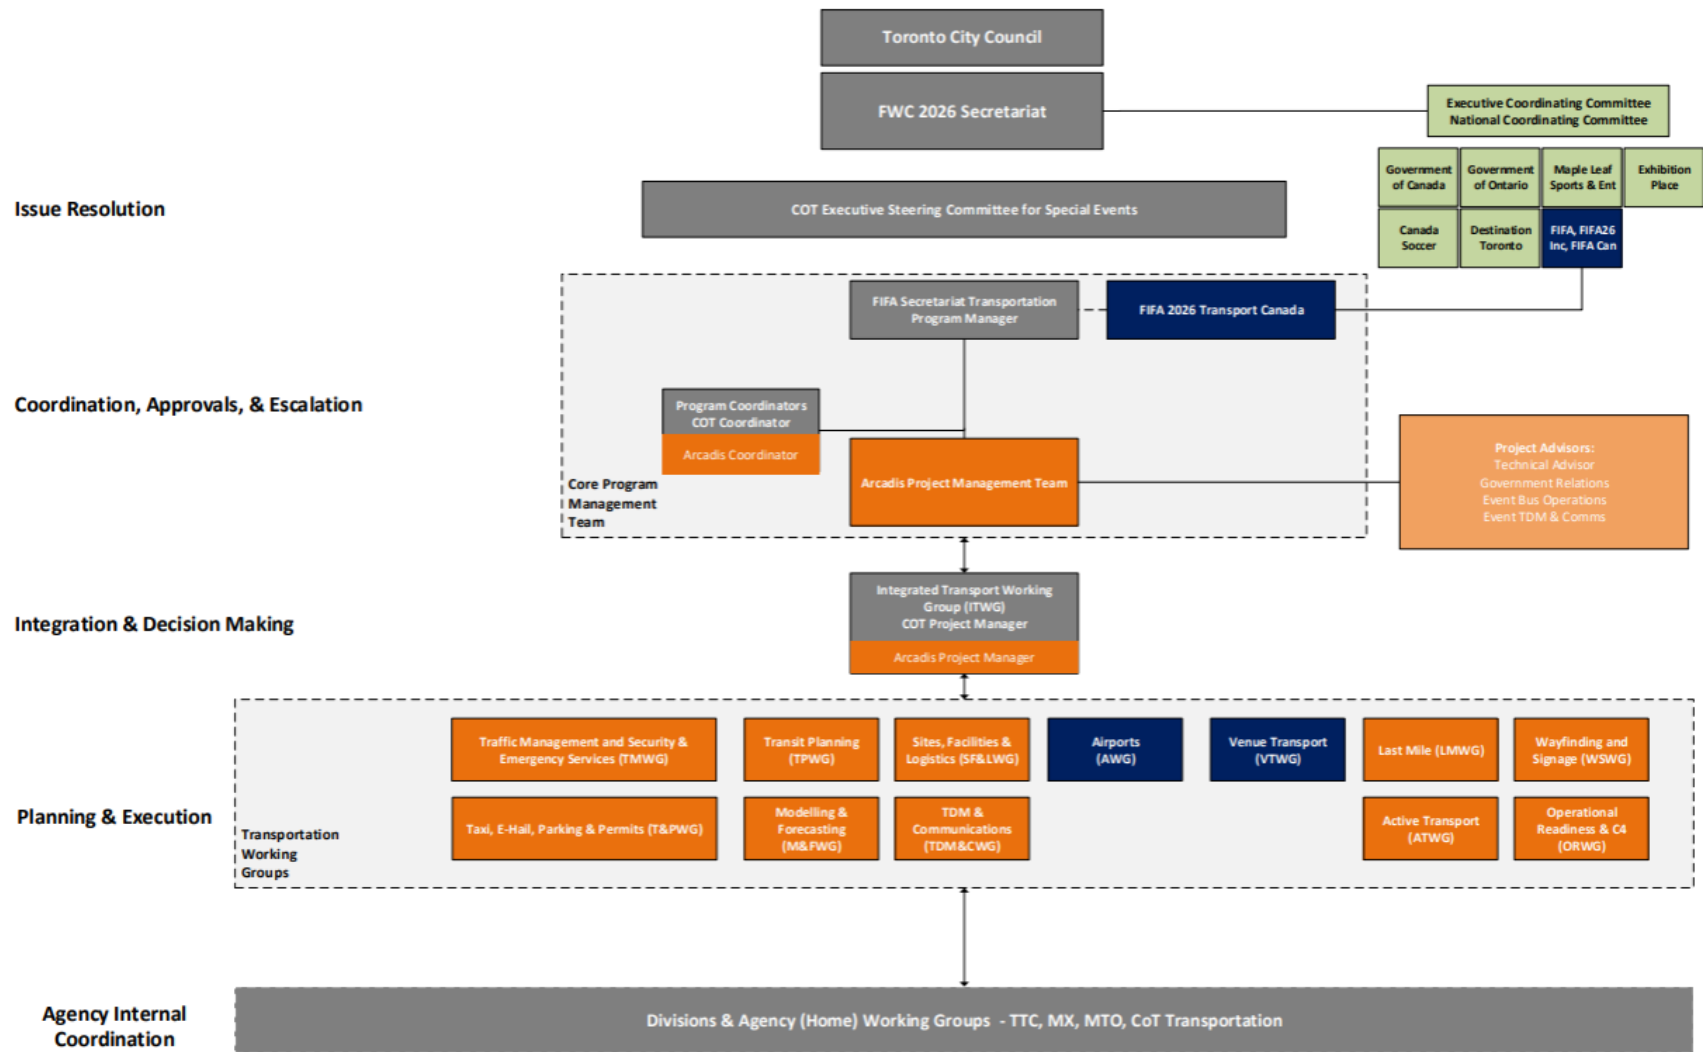 Toronto City Council
FWC 2026 Secretariat
Executive Coordinating Committee
National Coordinating Committee
Government
of Canada
Government
of Ontario
Maple Leaf
Sports & Ent
Exhibition
Place
Issue Resolution
COT Executive Steering Committee for Special Events
Canada
Soccer
Destination
Toronto
FIFA, FIFA26
Inc, FIFA Can
FIFA Secretariat Transportation
Program Manager
FIFA 2026 Transport Canada
Coordination, Approvals, & Escalation
Program Coordinators
COT Coordinator
Arcadis Coordinator
Core Program
Management
Team
Arcadis Project Management Team
Project Advisors:
Technical Advisor
Government Relations
Event Bus Operations
Event TDM & Comms
Integration & Decision Making
Integrated Transport Working
Group (ITWG)
COT Project Manager
Arcadis Project Manager
Planning & Execution
Transportation
Working
Groups
Traffic Management and Security &
Emergency Services (TMWG)
Transit Planning
(TPWG)
Sites, Facilities &
Logistics (SF&LWG)
Airports
(AWG)
Venue Transport
(VTWG)
Last Mile (LMWG)
Wayfinding and
Signage (WSWG)
Taxi, E-Hail, Parking & Permits (T&PWG)
Modelling &
Forecasting
(M&FWG)
TDM &
Communications
(TDM&CWG)
Active Transport
(ATWG)
Operational
Readiness & C4
(ORWG)
Agency Internal
Coordination
Divisions & Agency (Home) Working Groups - TTC, MX, MTO, CoT Transportation